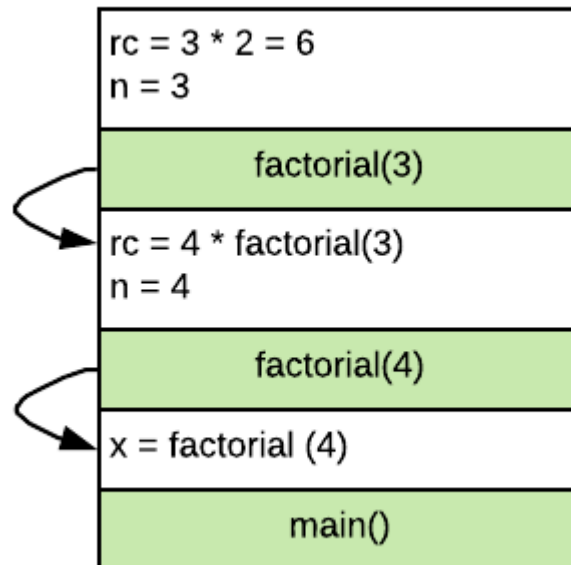 rc = 3 * 2 = 6
n = 3
factorial(3)
rc = 4 * factorial(3)
n = 4
factorial(4)
x = factorial (4)
main()